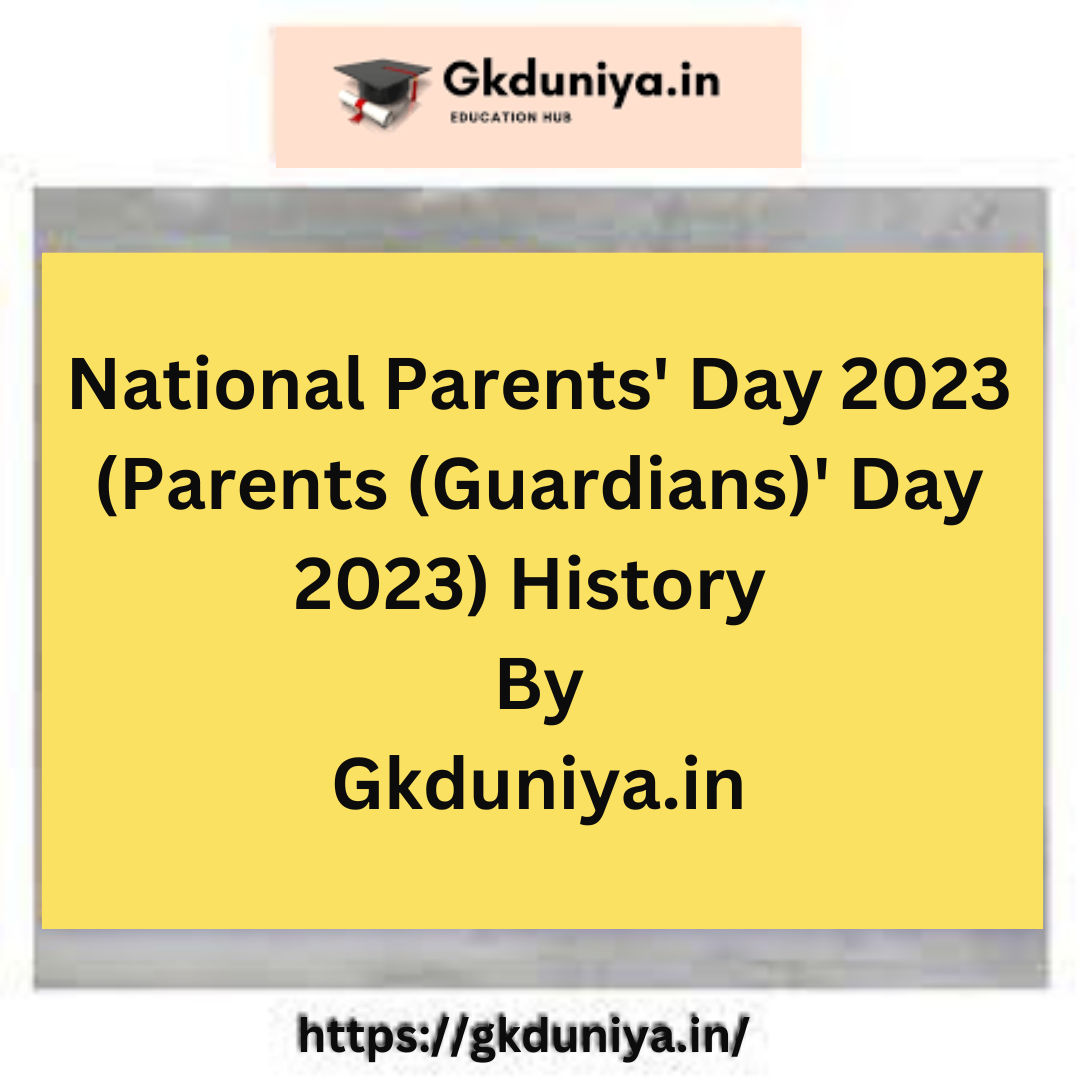 Gkduniya.in
EDUCATION HUB
National Parents' Day 2023
(Parents (Guardians)' Day
2023) History
By
Gkduniya.in
https://gkduniya.in/